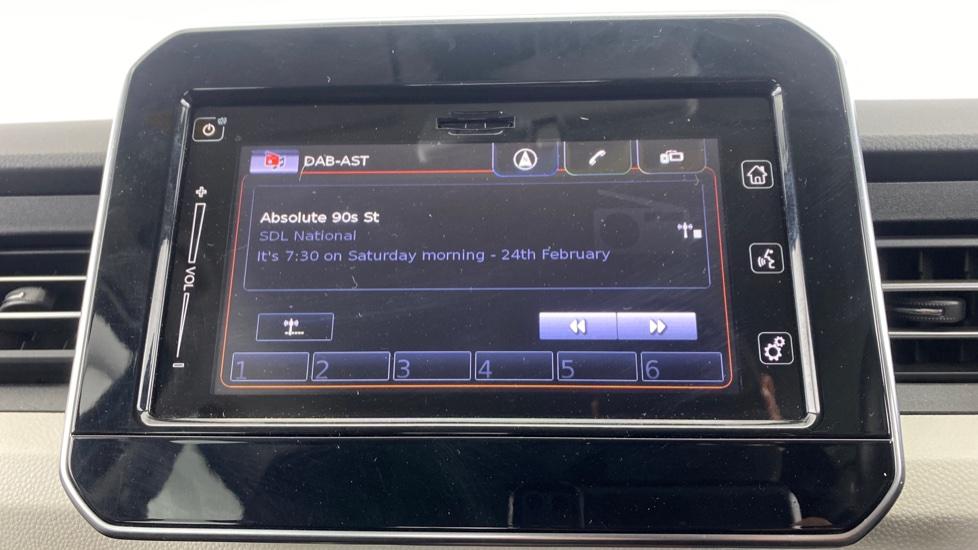 DAB-AST
Absolute 90s St
SDL National
It's 7:30 on Saturday morning - 24th February
+
VOL
-
1 2 3 4 5 6